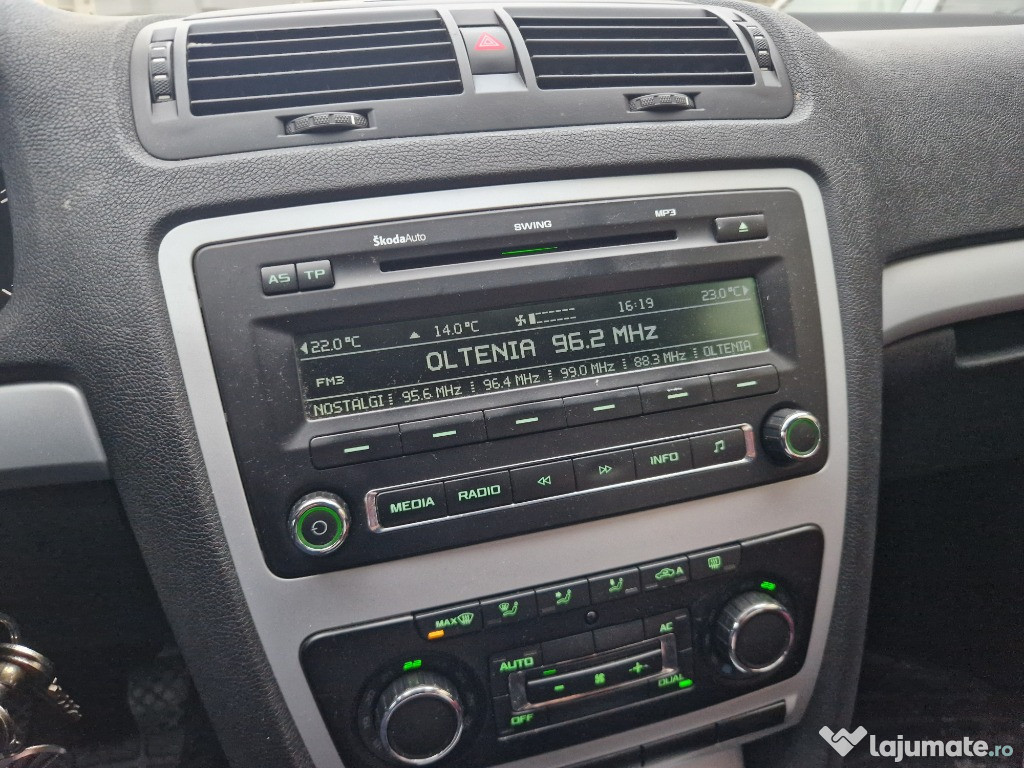 ŠkodaAuto SWING MP3
AS TP
22.0°C 14.0°C 16:19 23.0°C
OLTENIA 96.2 MHz
FM3
NOSTALGI 95.6 MHz 96.4 MHz 99.0 MHz 88.3 MHz OLTENIA
MEDIA RADIO INFO
MAX A
AUTO AC
DUAL
OFF
lajumate.ro